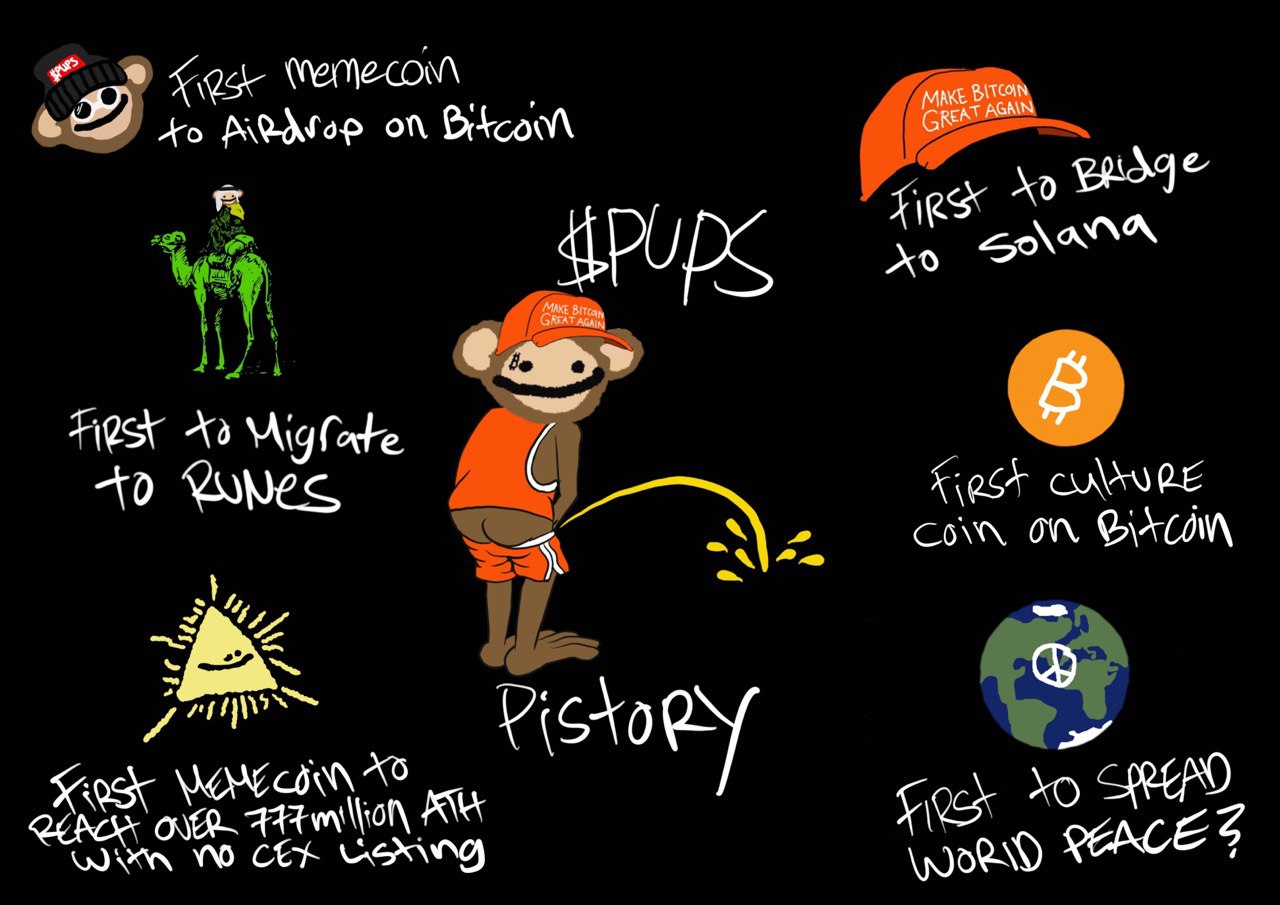 $PUPS
First memecoin
to Airdrop on Bitcoin
MAKE BITCOIN
GREAT AGAIN
First to Bridge
to Solana
$PUPS
MAKE BITCOIN
GREAT AGAIN
First to Migrate
to Runes
First culture
coin on Bitcoin
Pistory
First MEMEcoin to
REACH OVER 777million ATH
with no CEX Listing
First to SPREAD
WORlD PEACE?